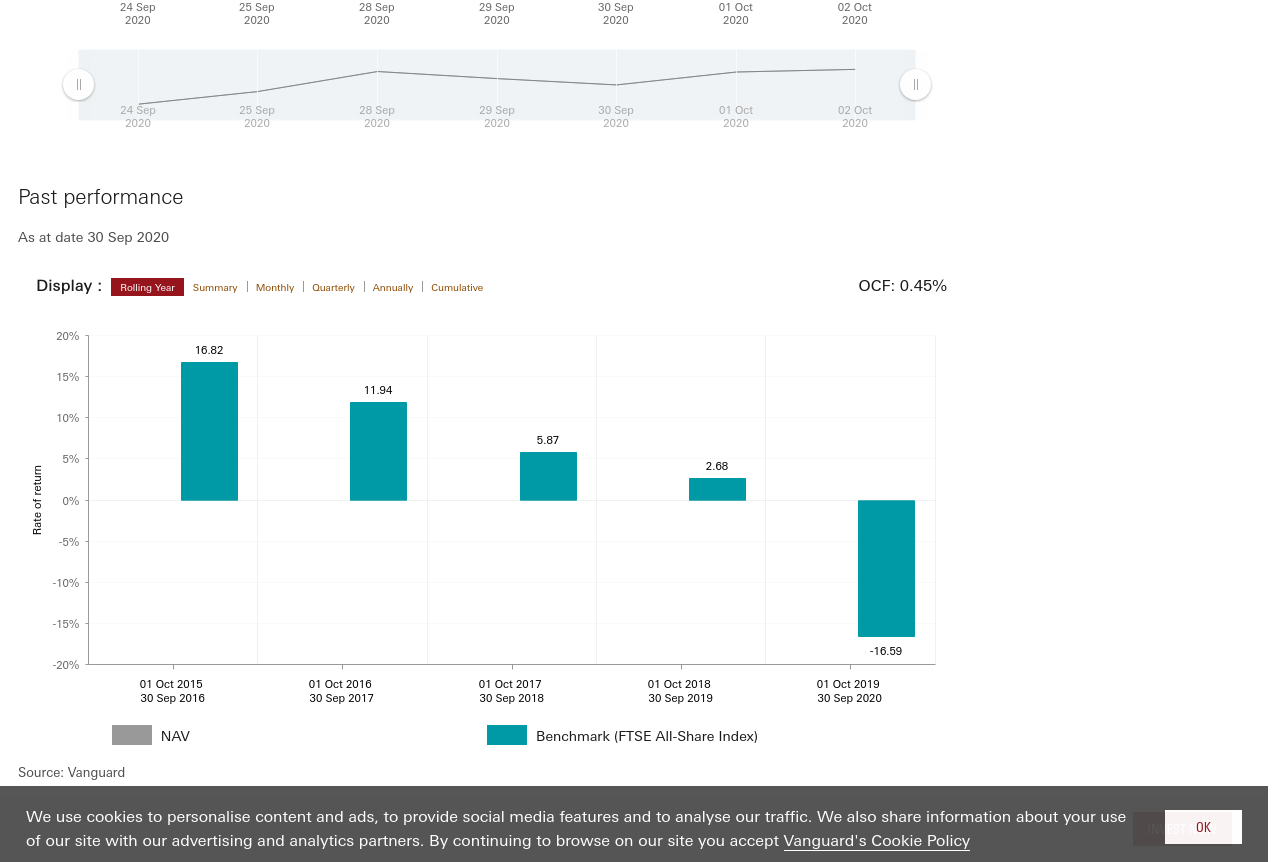 24 Sep 25 Sep 28 Sep 29 Sep 30 Sep 01 Oct 02 Oct
2020 2020 2020 2020 2020 2020 2020
24 Sep 25 Sep 28 Sep 29 Sep 30 Sep 01 Oct 02 Oct
2020 2020 2020 2020 2020 2020 2020
Past performance
As at date 30 Sep 2020
Display : Rolling Year Summary Monthly Quarterly Annually Cumulative OCF: 0.45%
20%
16.82
15%
11.94
10%
5.87
5%
2.68
0%
Rate of return
-5%
-10%
-15%
-16.59
-20%
01 Oct 2015 01 Oct 2016 01 Oct 2017 01 Oct 2018 01 Oct 2019
30 Sep 2016 30 Sep 2017 30 Sep 2018 30 Sep 2019 30 Sep 2020
NAV Benchmark (FTSE All-Share Index)
Source: Vanguard
We use cookies to personalise content and ads, to provide social media features and to analyse our traffic. We also share information about your use
of our site with our advertising and analytics partners. By continuing to browse on our site you accept Vanguard's Cookie Policy
OK